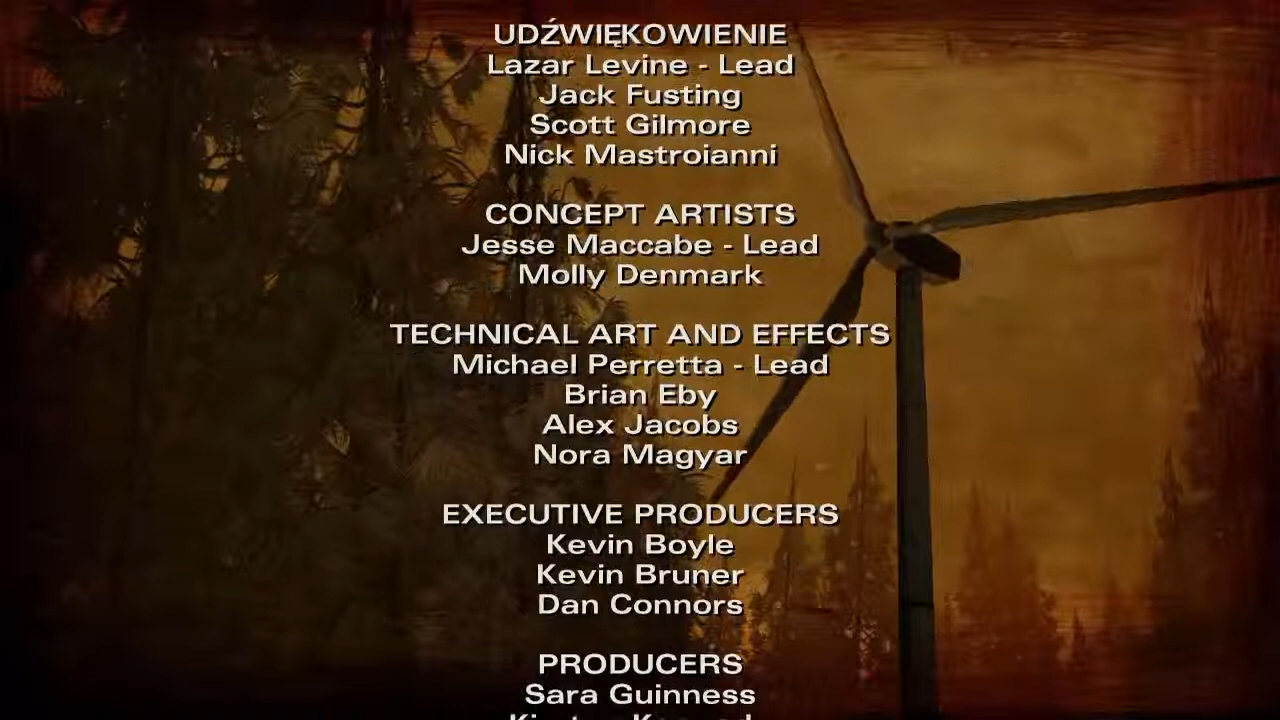 UDŹWIĘKOWIENIE
Lazar Levine - Lead
Jack Fusting
Scott Gilmore
Nick Mastroianni
CONCEPT ARTISTS
Jesse Maccabe - Lead
Molly Denmark
TECHNICAL ART AND EFFECTS
Michael Perretta - Lead
Brian Eby
Alex Jacobs
Nora Magyar
EXECUTIVE PRODUCERS
Kevin Boyle
Kevin Bruner
Dan Connors
PRODUCERS
Sara Guinness